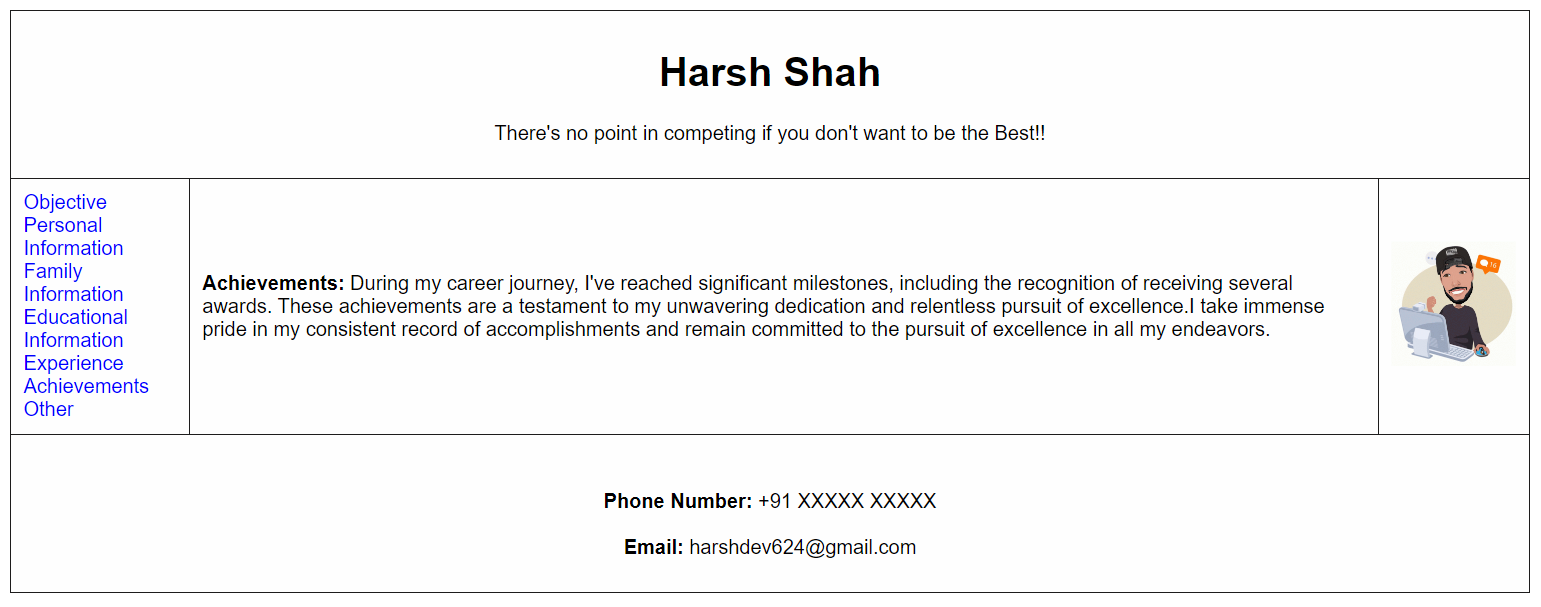 Harsh Shah
There's no point in competing if you don't want to be the Best!!
Objective
Personal
Information
Family
Information
Educational
Information
Experience
Achievements
Other
Achievements: During my career journey, I've reached significant milestones, including the recognition of receiving several
awards. These achievements are a testament to my unwavering dedication and relentless pursuit of excellence.I take immense
pride in my consistent record of accomplishments and remain committed to the pursuit of excellence in all my endeavors.
16
Phone Number: +91 XXXXX XXXXX
Email: harshdev624@gmail.com